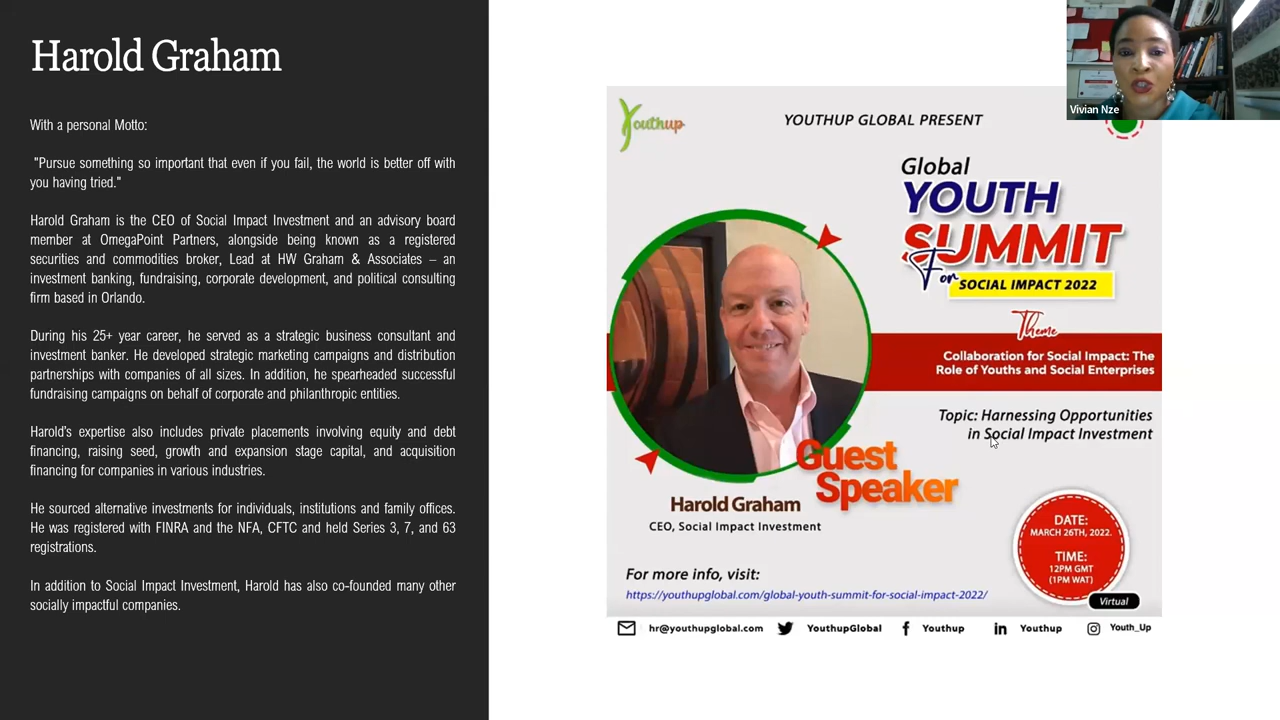 Harold Graham
With a personal Motto:
"Pursue something so important that even if you fail, the world is better off with
you having tried."
Harold Graham is the CEO of Social Impact Investment and an advisory board
member at OmegaPoint Partners, alongside being known as a registered
securities and commodities broker, Lead at HW Graham & Associates – an
investment banking, fundraising, corporate development, and political consulting
firm based in Orlando.
During his 25+ year career, he served as a strategic business consultant and
investment banker. He developed strategic marketing campaigns and distribution
partnerships with companies of all sizes. In addition, he spearheaded successful
fundraising campaigns on behalf of corporate and philanthropic entities.
Harold's expertise also includes private placements involving equity and debt
financing, raising seed, growth and expansion stage capital, and acquisition
financing for companies in various industries.
He sourced alternative investments for individuals, institutions and family offices.
He was registered with FINRA and the NFA, CFTC and held Series 3, 7, and 63
registrations.
In addition to Social Impact Investment, Harold has also co-founded many other
socially impactful companies.
Vivian Nze
Youthup
YOUTHUP GLOBAL PRESENT
Global
YOUTH
SUMMIT
For
SOCIAL IMPACT 2022
Theme
Collaboration for Social Impact: The
Role of Youths and Social Enterprises
Topic: Harnessing Opportunities
in Social Impact Investment
Guest
Speaker
Harold Graham
CEO, Social Impact Investment
DATE:
MARCH 26TH, 2022.
TIME:
12PM GMT
(1PM WAT)
Virtual
For more info, visit:
https://youthupglobal.com/global-youth-summit-for-social-impact-2022/
hr@youthupglobal.com YouthupGlobal Youthup Youthup Youth_Up